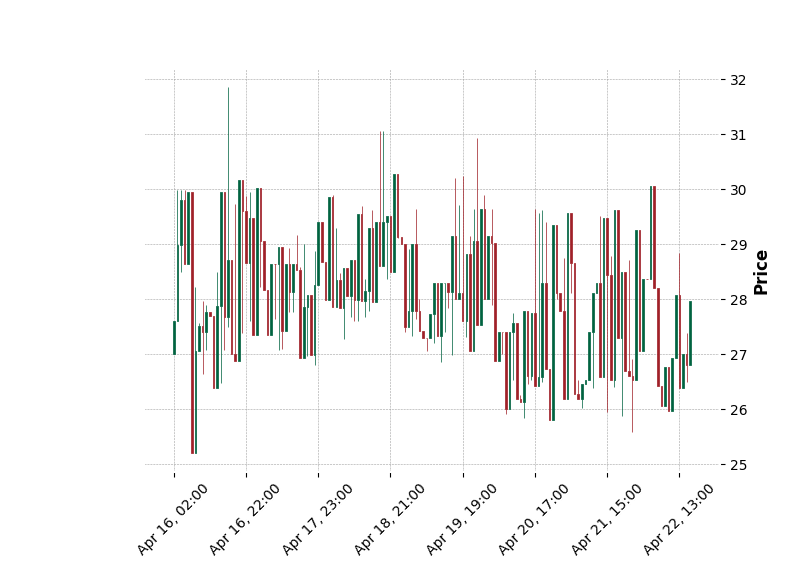 32
31
30
29
28
27
26
25
Price
Apr 16, 02:00
Apr 16, 22:00
Apr 17, 23:00
Apr 18, 21:00
Apr 19, 19:00
Apr 20, 17:00
Apr 21, 15:00
Apr 22, 13:00